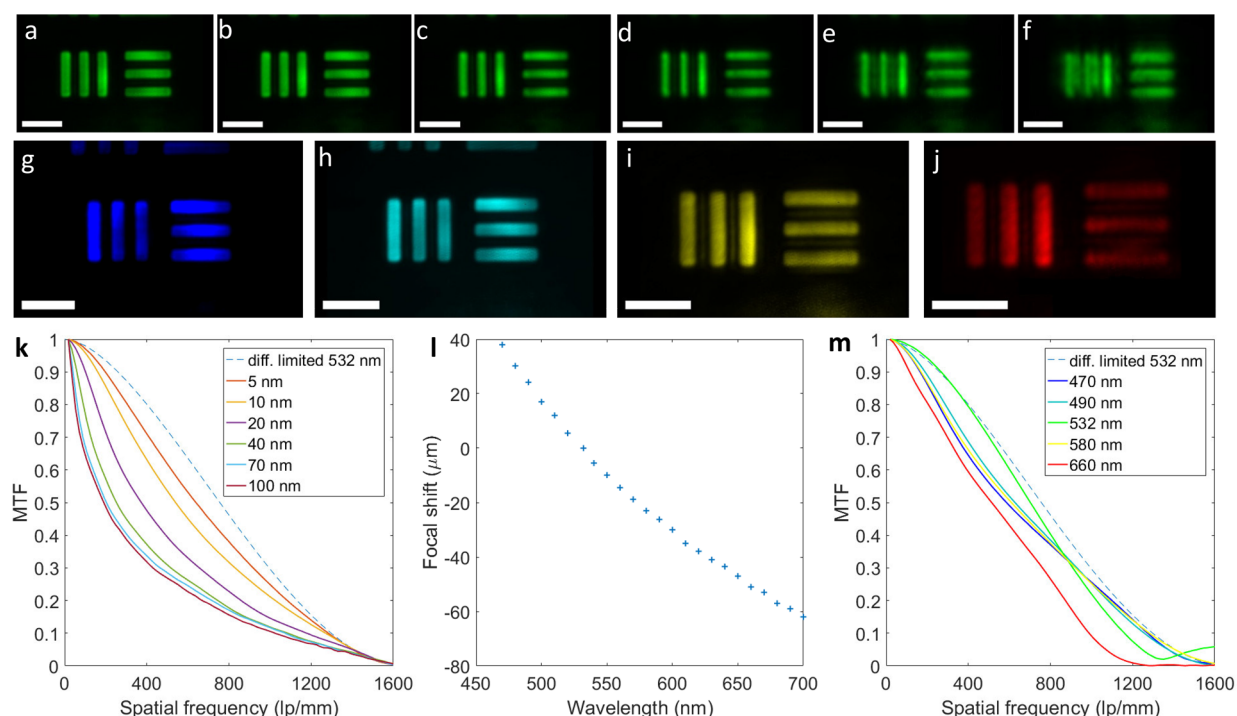 a b c d e f
g h i j
k
MTF
1
0.9
0.8
0.7
0.6
0.5
0.4
0.3
0.2
0.1
0
diff. limited 532 nm
5 nm
10 nm
20 nm
40 nm
70 nm
100 nm
0 400 800 1200 1600
Spatial frequency (lp/mm)
l
Focal shift (μm)
40
20
0
-20
-40
-60
-80
450 500 550 600 650 700
Wavelength (nm)
m
MTF
1
0.9
0.8
0.7
0.6
0.5
0.4
0.3
0.2
0.1
0
diff. limited 532 nm
470 nm
490 nm
532 nm
580 nm
660 nm
0 400 800 1200 1600
Spatial frequency (lp/mm)